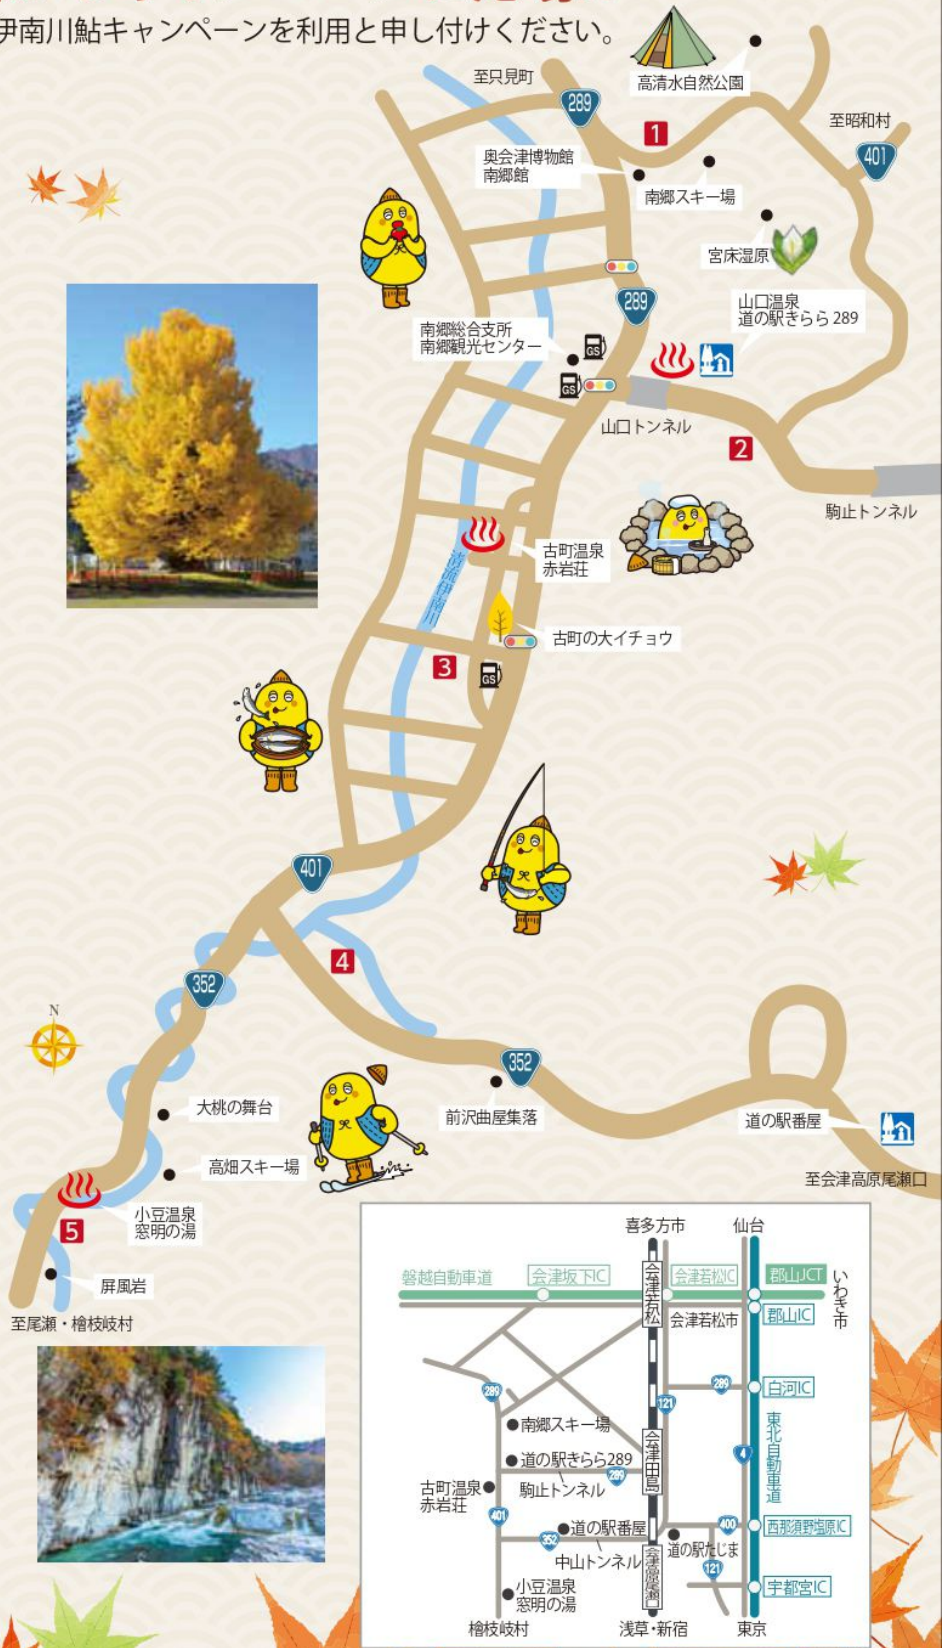 伊南川鮎キャンペーンを利用と申し付けください。
高清水自然公園
至只見町
289
1
至昭和村
401
奥会津博物館
南郷館
南郷スキー場
宮床湿原
289
山口温泉
道の駅きらら289
南郷総合支所
南郷観光センター
GS
GS
山口トンネル
2
駒止トンネル
古町温泉
赤岩荘
清流伊南川
古町の大イチョウ
3
GS
401
4
352
N
352
大桃の舞台
前沢曲屋集落
道の駅番屋
高畑スキー場
至会津高原尾瀬口
小豆温泉
窓明の湯
5
屏風岩
至尾瀬・檜枝岐村
喜多方市
仙台
磐越自動車道
会津坂下IC
会津若松
会津若松IC
郡山JCT
いわき市
会津若松市
郡山IC
289
121
289
白河IC
南郷スキー場
東北自動車道
会津田島
4
道の駅きらら289
289
古町温泉
赤岩荘
駒止トンネル
401
道の駅番屋
400
西那須野塩原IC
352
中山トンネル
道の駅たじま
会津高原尾瀬口
121
小豆温泉
窓明の湯
宇都宮IC
檜枝岐村
浅草・新宿
東京